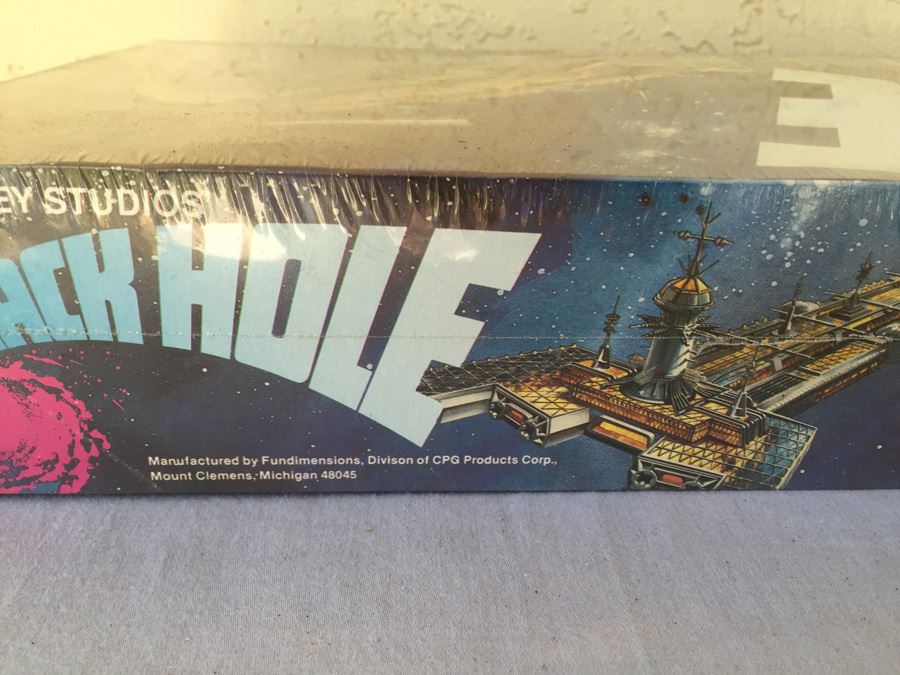 EY STUDIOS
ACK HOLE
Manufactured by Fundimensions, Divison of CPG Products Corp.,
Mount Clemens, Michigan 48045